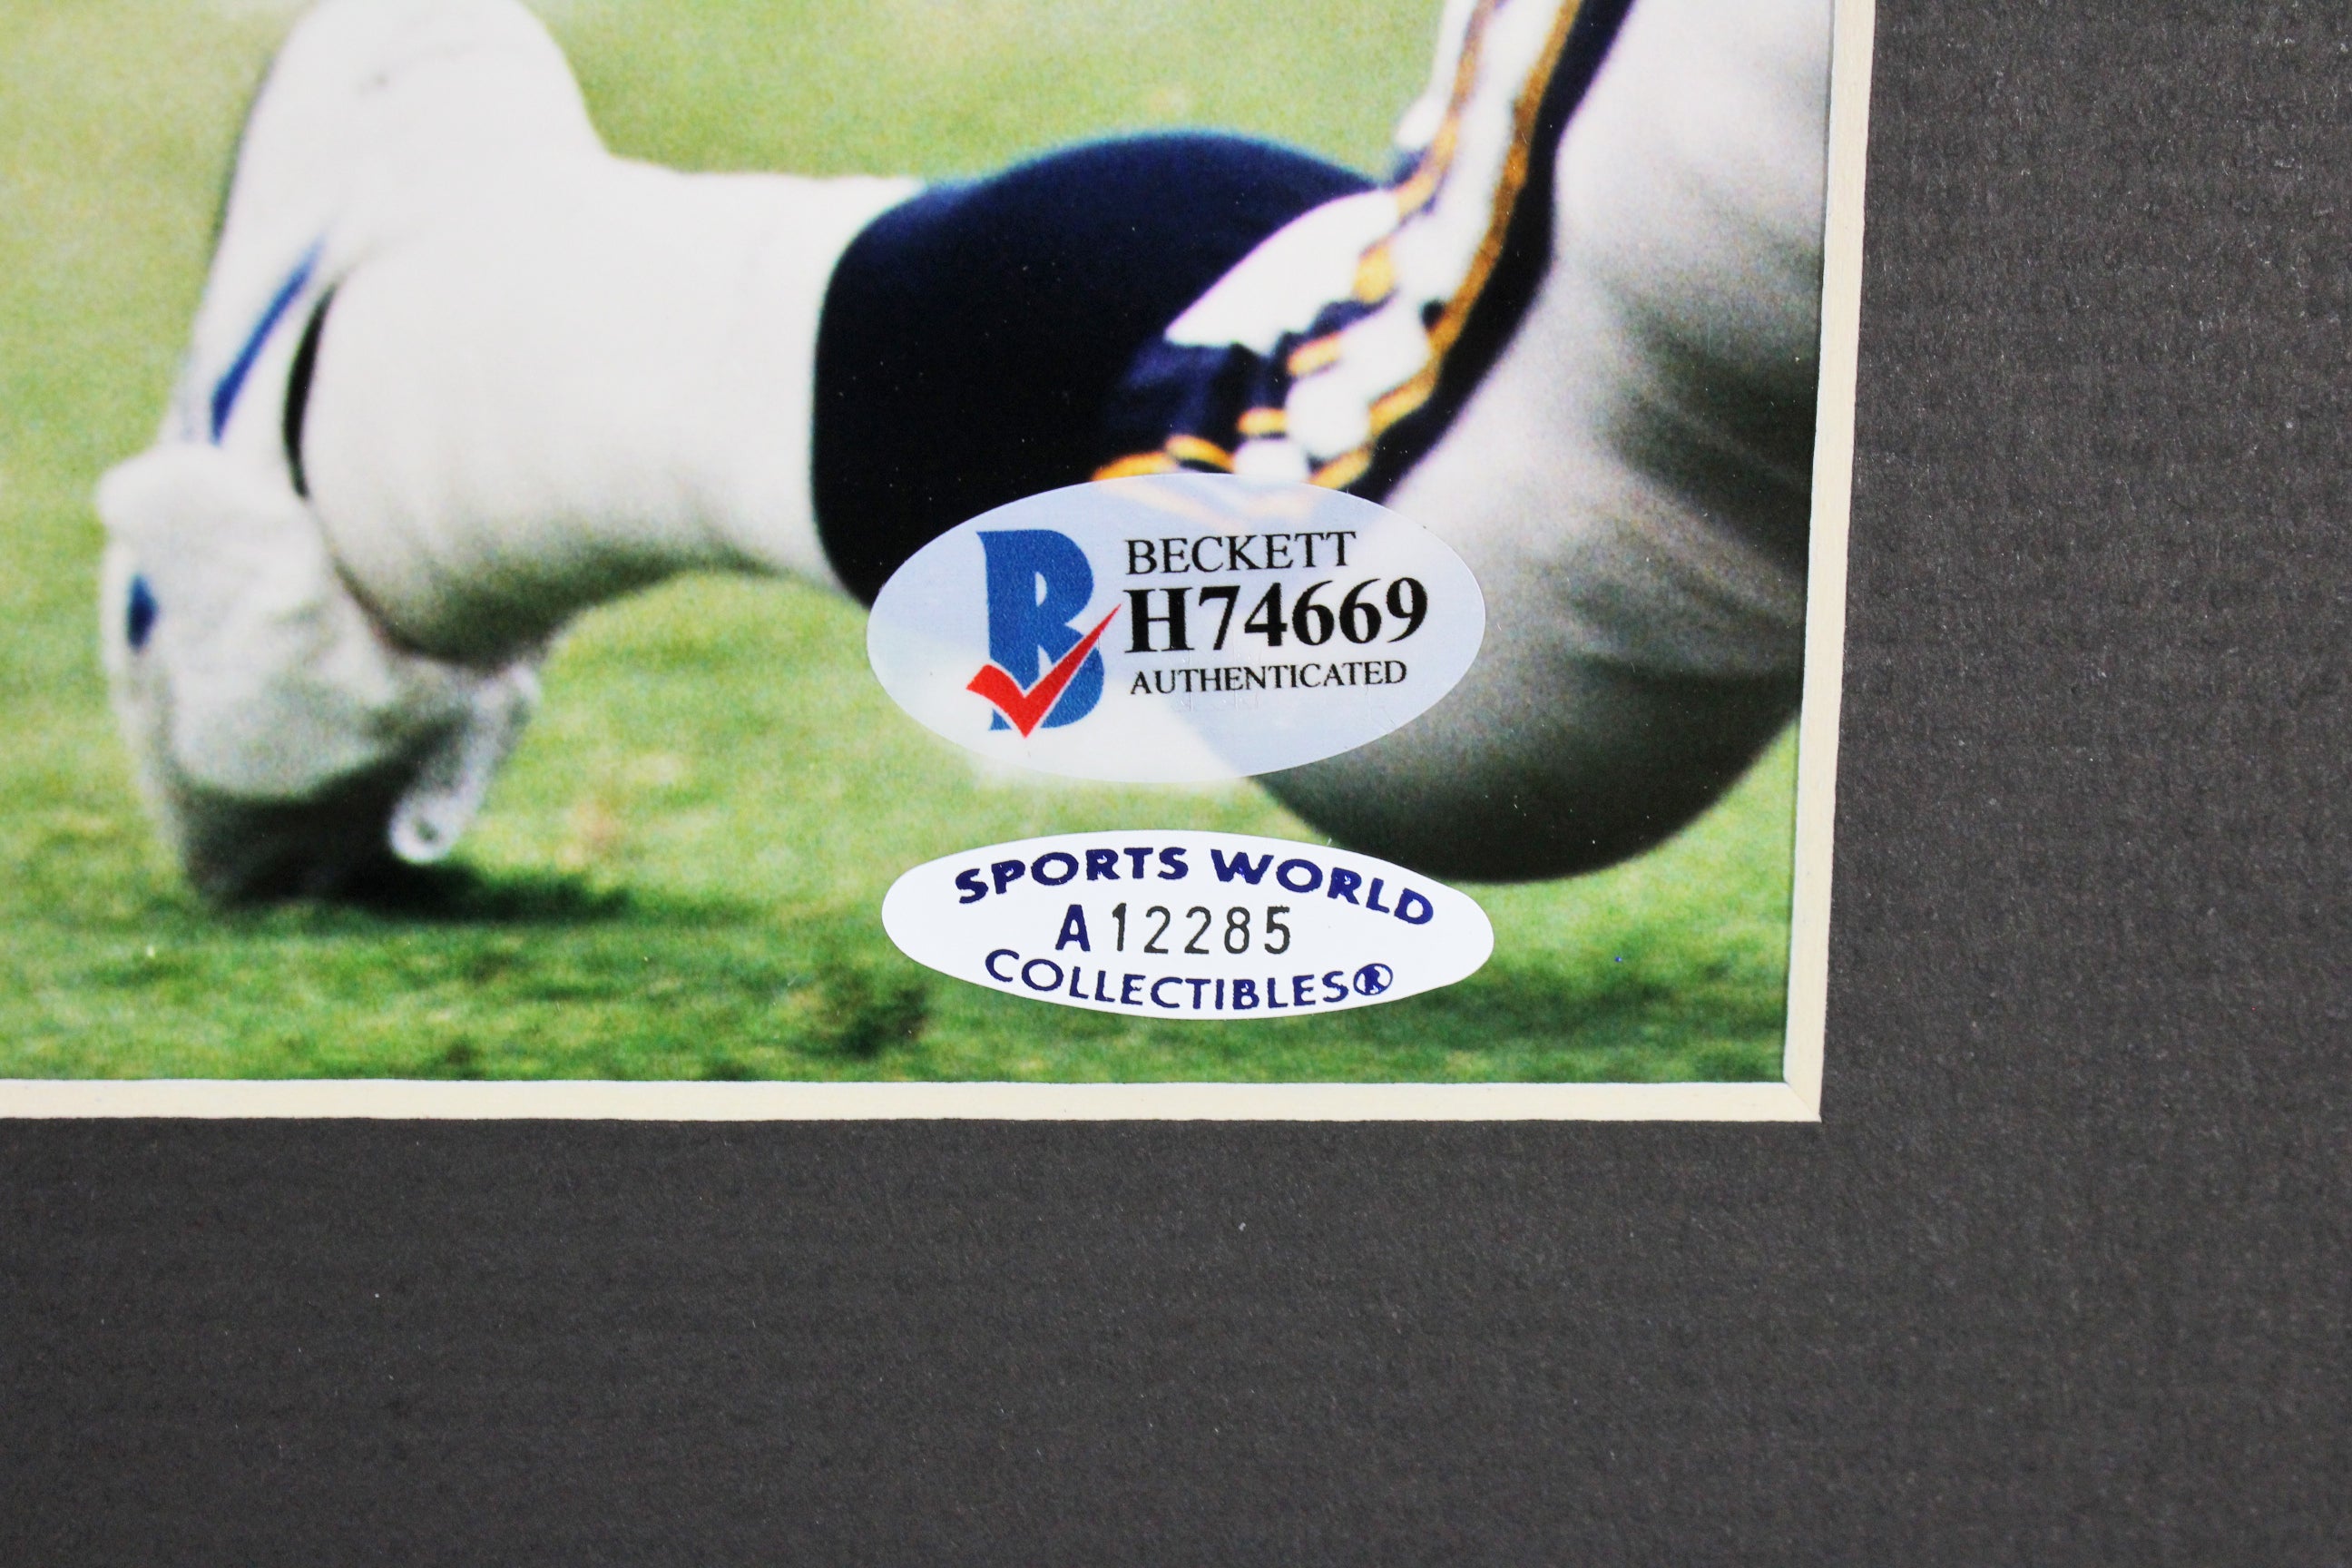 BECKETT
H74669
AUTHENTICATED
SPORTS WORLD
A12285
COLLECTIBLES®